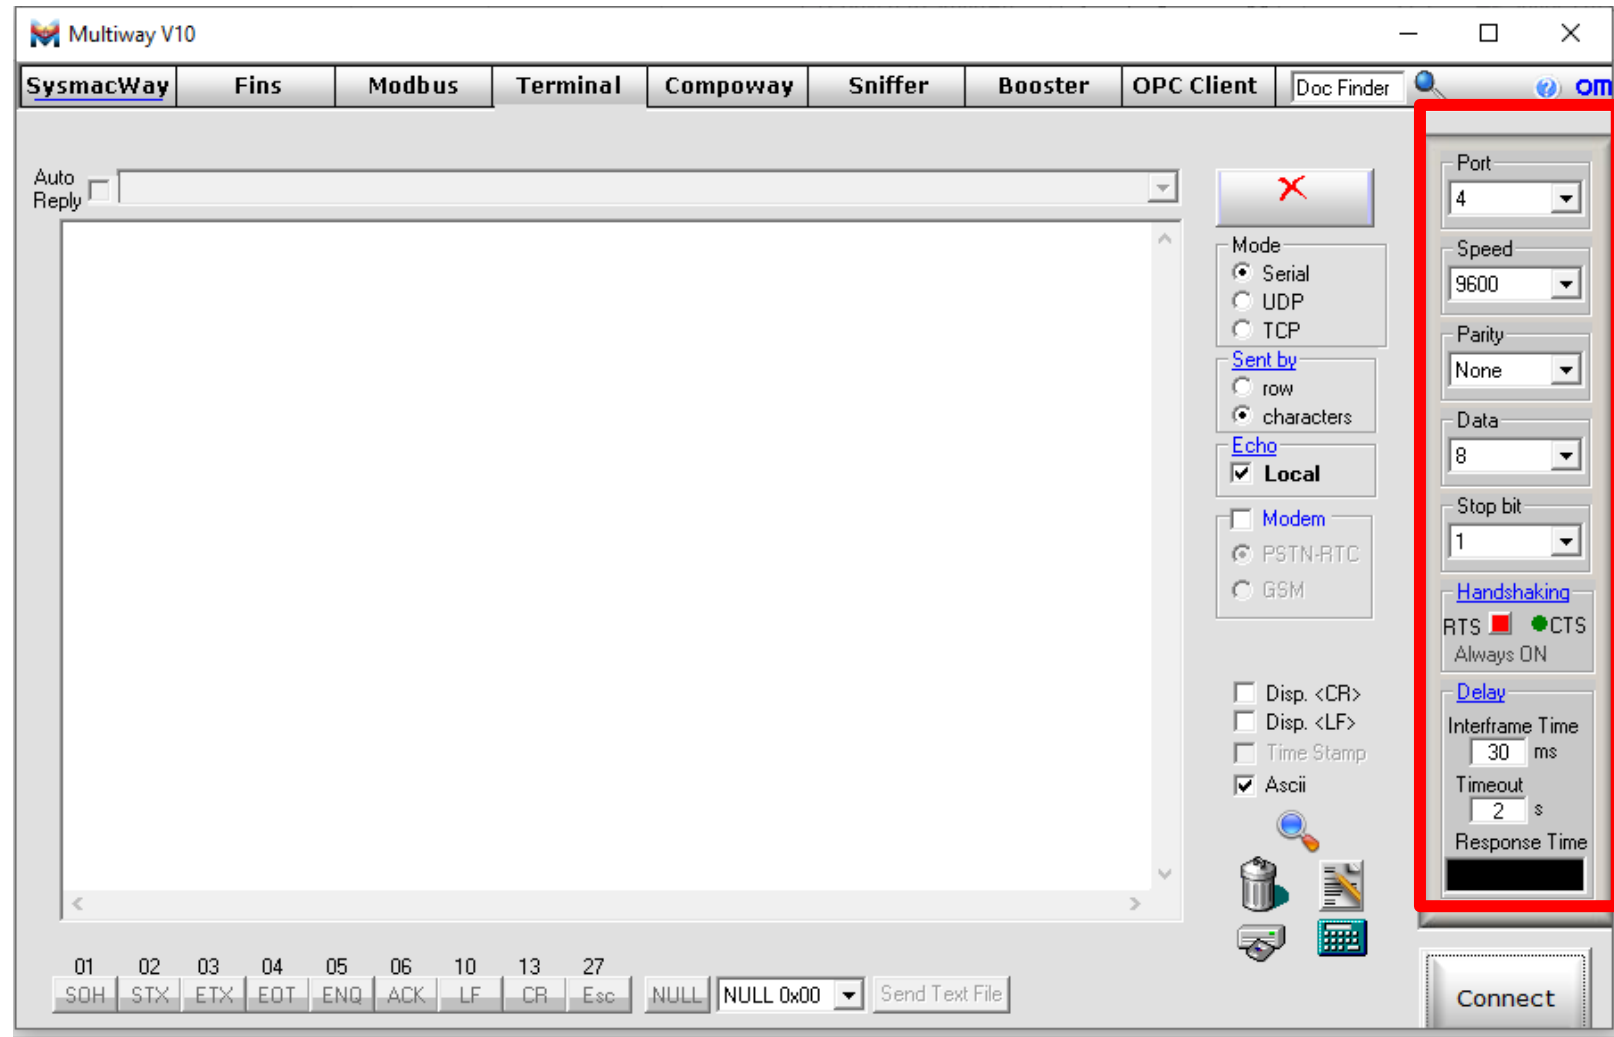 Multiway V10
SysmacWay Fins Modbus Terminal Compoway Sniffer Booster OPC Client Doc Finder om
Auto
Reply
Mode
Serial
UDP
TCP
Sent by
row
characters
Echo
Local
Modem
PSTN-RTC
GSM
Disp. <CR>
Disp. <LF>
Time Stamp
Ascii
Port
4
Speed
9600
Parity
None
Data
8
Stop bit
1
Handshaking
RTS CTS
Always ON
Delay
Interframe Time
30 ms
Timeout
2 s
Response Time
01 02 03 04 05 06 10 13 27
SOH STX ETX EOT ENQ ACK LF CR Esc NULL NULL 0x00 Send Text File
Connect